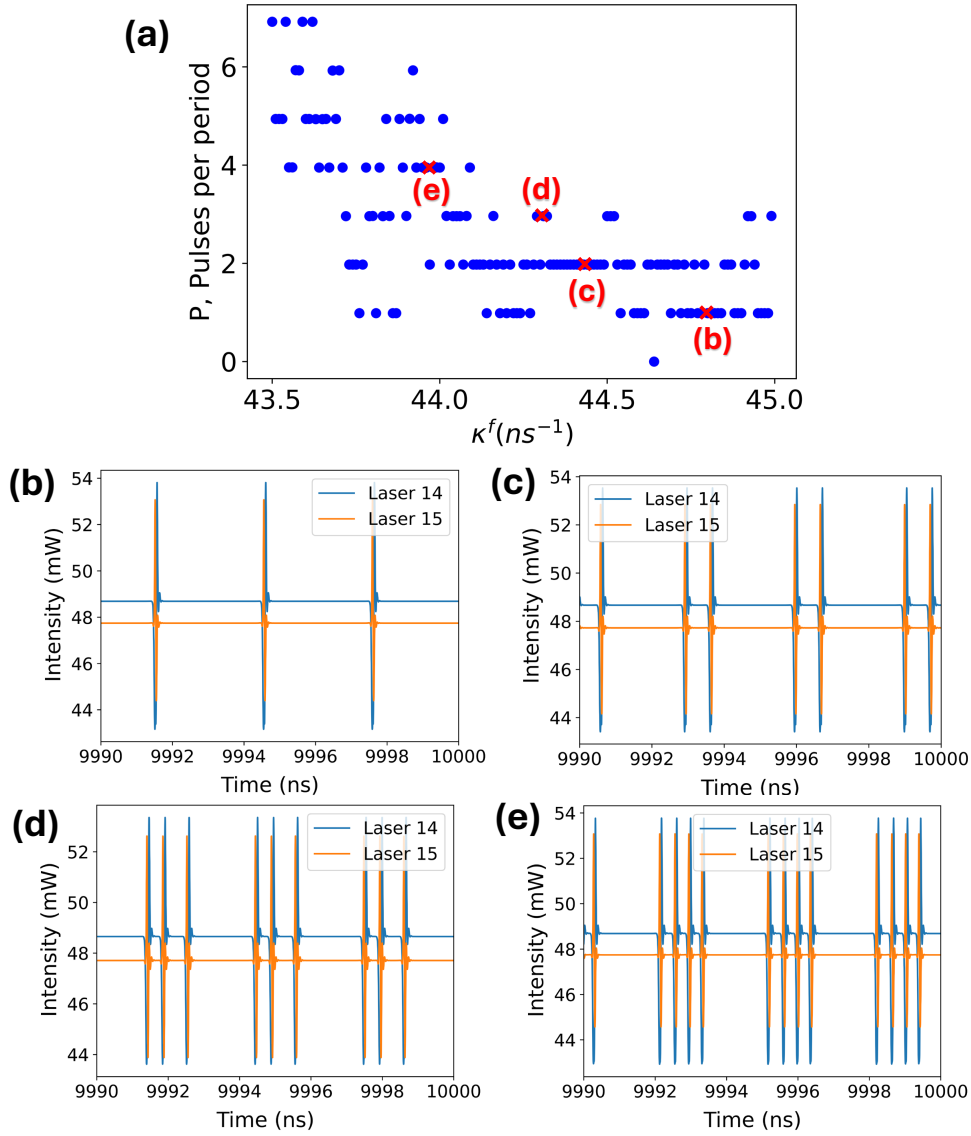 (a)
P, Pulses per period
6
4
2
0
(e)
(d)
(c)
(b)
43.5
44.0
44.5
45.0
κᶠ(ns⁻¹)
(b)
Intensity (mW)
54
52
50
48
46
44
Laser 14
Laser 15
9990
9992
9994
9996
9998
10000
Time (ns)
(c)
Intensity (mW)
54
52
50
48
46
44
Laser 14
Laser 15
9990
9992
9994
9996
9998
10000
Time (ns)
(d)
Intensity (mW)
52
50
48
46
44
Laser 14
Laser 15
9990
9992
9994
9996
9998
10000
Time (ns)
(e)
Intensity (mW)
54
52
50
48
46
44
Laser 14
Laser 15
9990
9992
9994
9996
9998
10000
Time (ns)